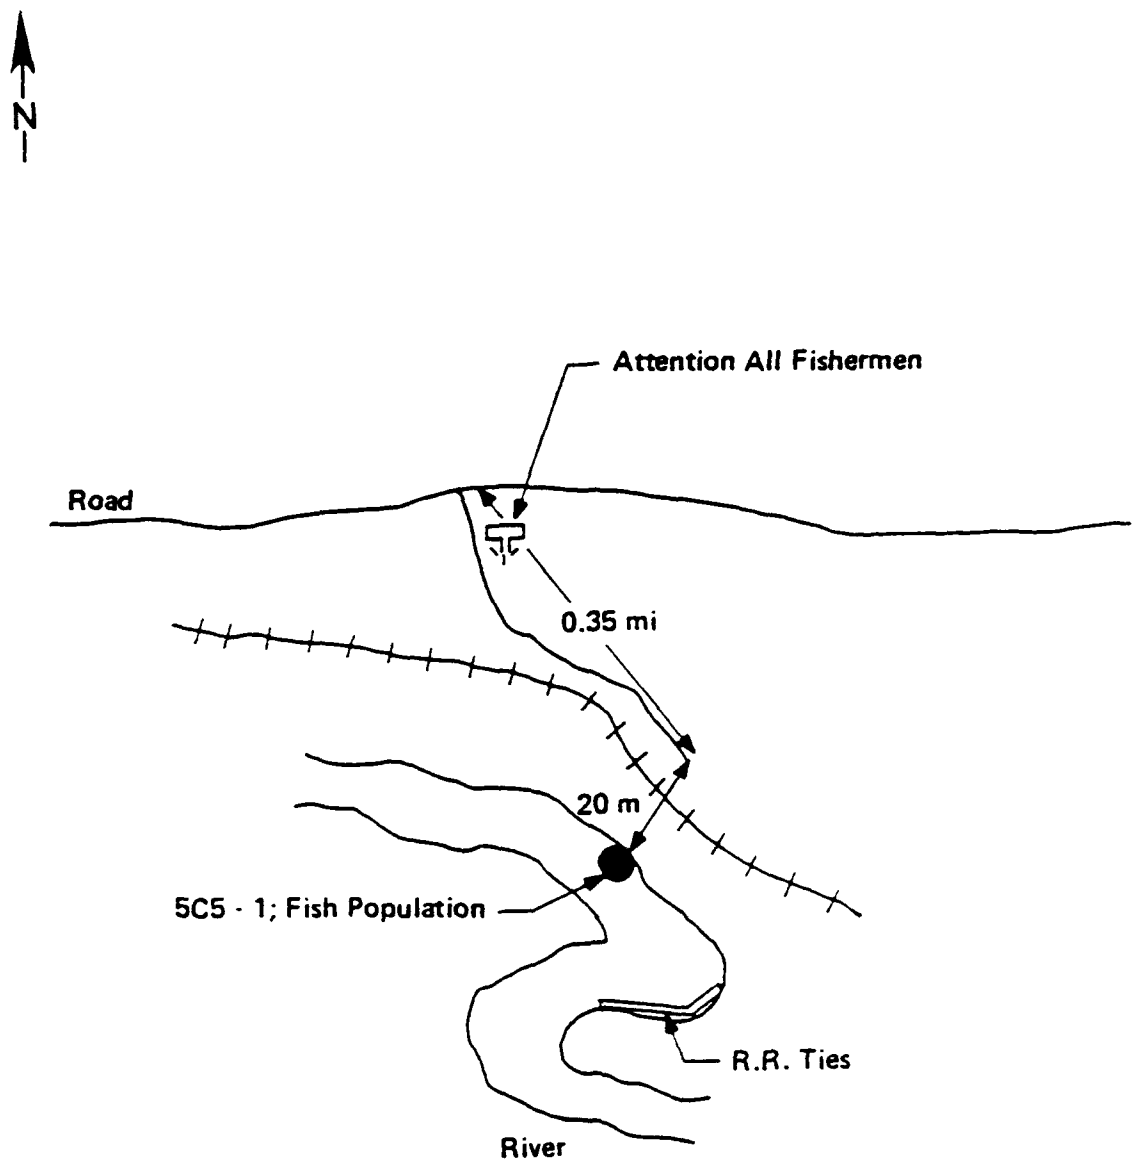 N
Attention All Fishermen
Road
0.35 mi
20 m
5C5 - 1; Fish Population
R.R. Ties
River